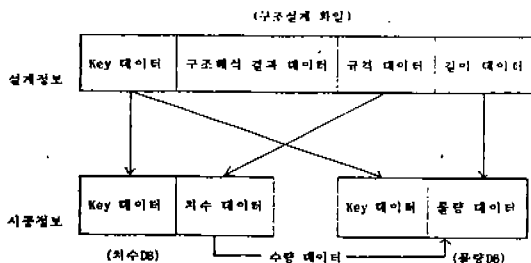 (구조설계 화일)
설계정보
Key 데이터
구조해석 결과 데이터
규격 데이터
길이 데이터
시공정보
Key 데이터
치수 데이터
Key 데이터
물량 데이터
(치수DB)
수량 데이터
(물량DB)